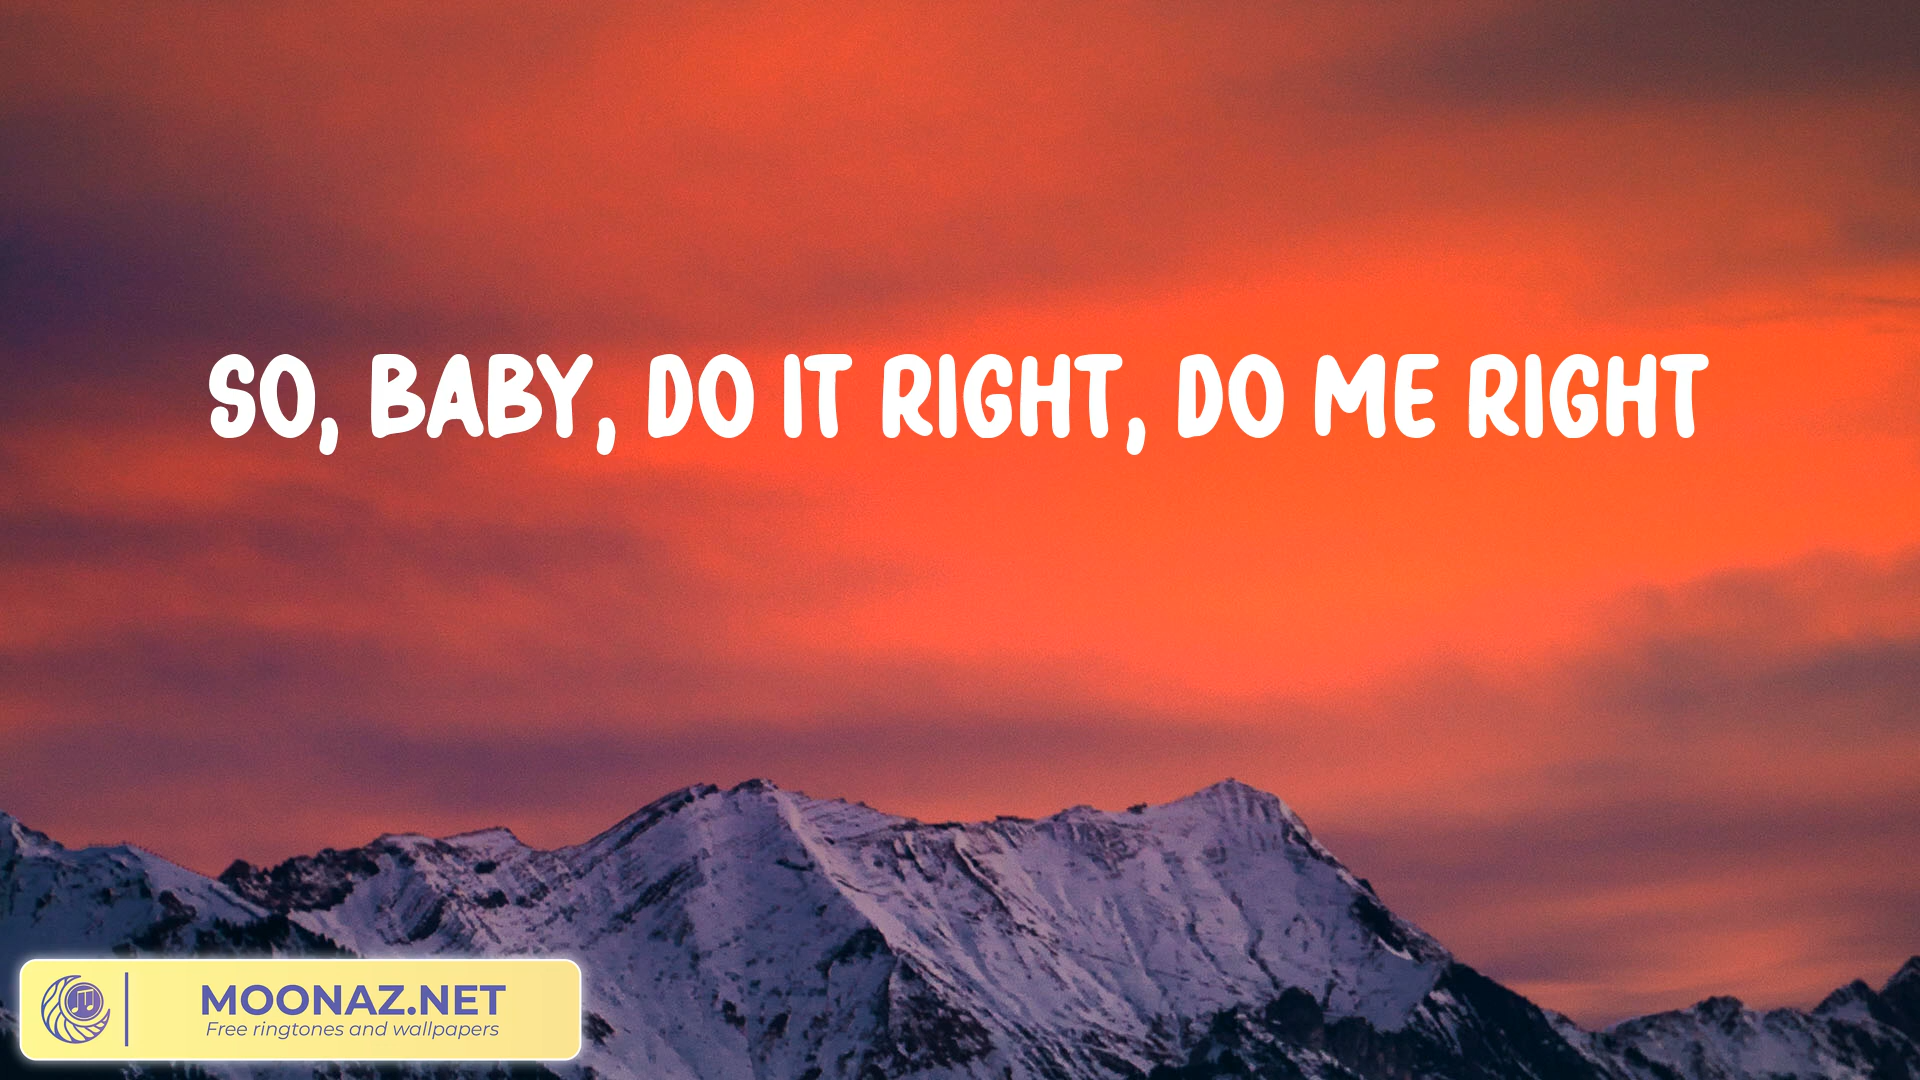 SO, BABY, DO IT RIGHT, DO ME RIGHT
MOONAZ.NET
Free ringtones and wallpapers